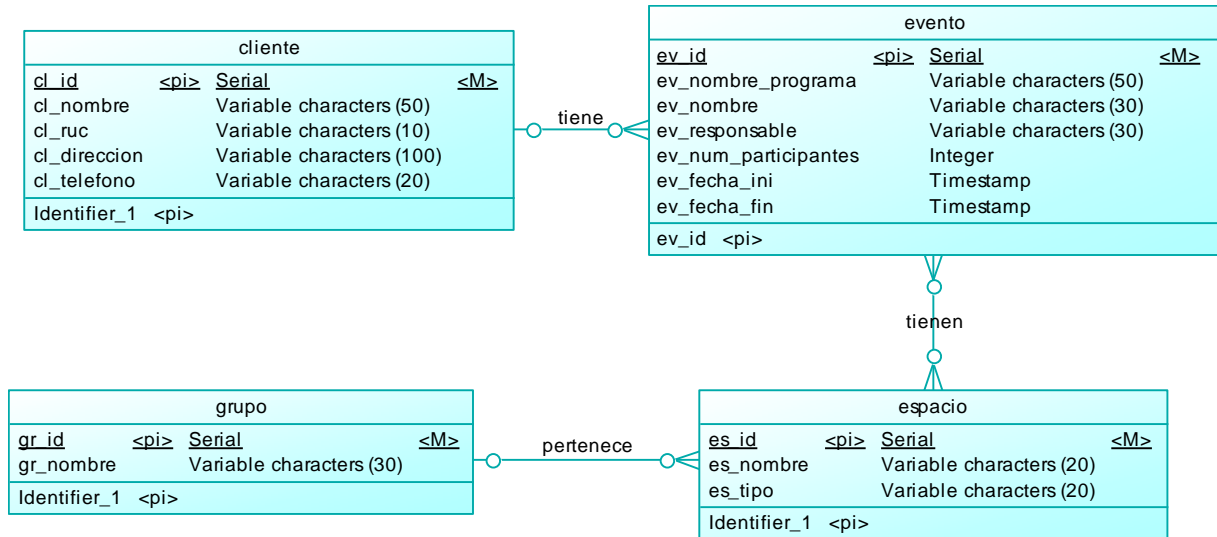 cliente
cl_id <pi> Serial <M>
cl_nombre Variable characters (50)
cl_ruc Variable characters (10)
cl_direccion Variable characters (100)
cl_telefono Variable characters (20)
Identifier_1 <pi>
tiene
evento
ev_id <pi> Serial <M>
ev_nombre_programa Variable characters (50)
ev_nombre Variable characters (30)
ev_responsable Variable characters (30)
ev_num_participantes Integer
ev_fecha_ini Timestamp
ev_fecha_fin Timestamp
ev_id <pi>
tienen
grupo
gr_id <pi> Serial <M>
gr_nombre Variable characters (30)
Identifier_1 <pi>
pertenece
espacio
es_id <pi> Serial <M>
es_nombre Variable characters (20)
es_tipo Variable characters (20)
Identifier_1 <pi>